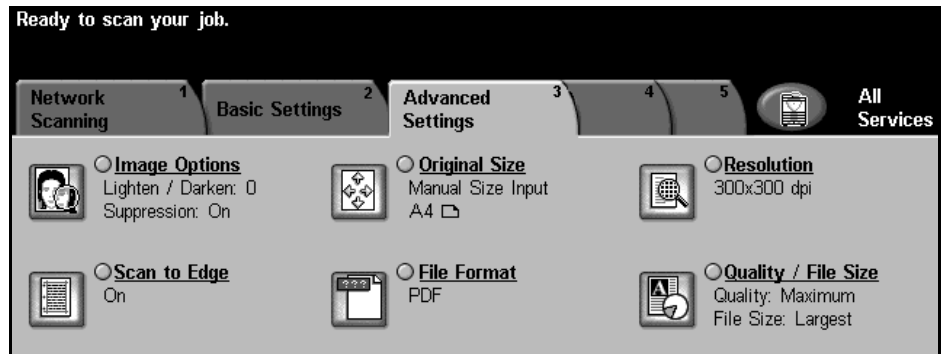 Ready to scan your job.
Network Scanning 1
Basic Settings 2
Advanced Settings 3
4
5
All Services
Image Options
Lighten / Darken: 0
Suppression: On
Original Size
Manual Size Input
A4
Resolution
300x300 dpi
Scan to Edge
On
File Format
???
PDF
Quality / File Size
A
Quality: Maximum
File Size: Largest